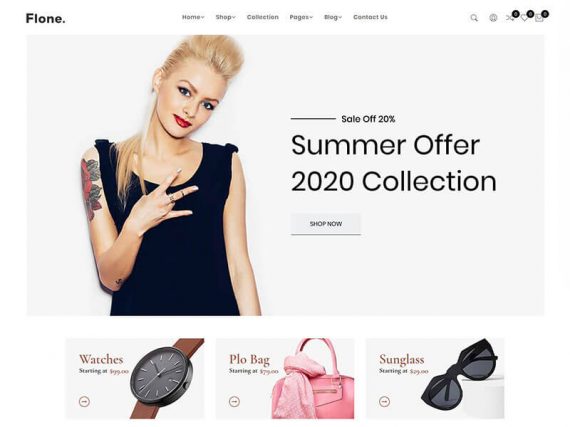 Flone.
Home Shop Collection Pages Blog Contact Us
0 0 0
Sale Off 20%
Summer Offer
2020 Collection
SHOP NOW
Watches
Starting at $99.00
Plo Bag
Starting at $79.00
Sunglass
Starting at $29.00